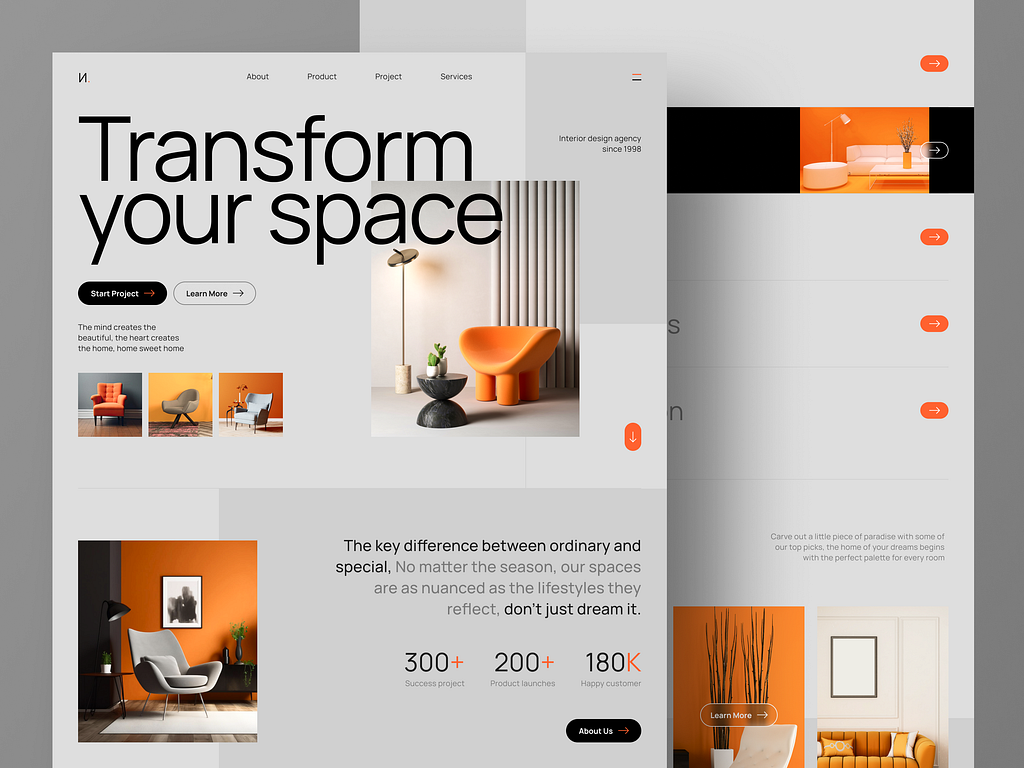 И.
About
Product
Project
Services
Transform
your space
Interior design agency
since 1998
Start Project
Learn More
The mind creates the
beautiful, the heart creates
the home, home sweet home
The key difference between ordinary and
special, No matter the season, our spaces
are as nuanced as the lifestyles they
reflect, don't just dream it.
300+
200+
180K
Success project
Product launches
Happy customer
About Us
Carve out a little piece of paradise with some of
our top picks, the home of your dreams begins
with the perfect palette for every room
Learn More